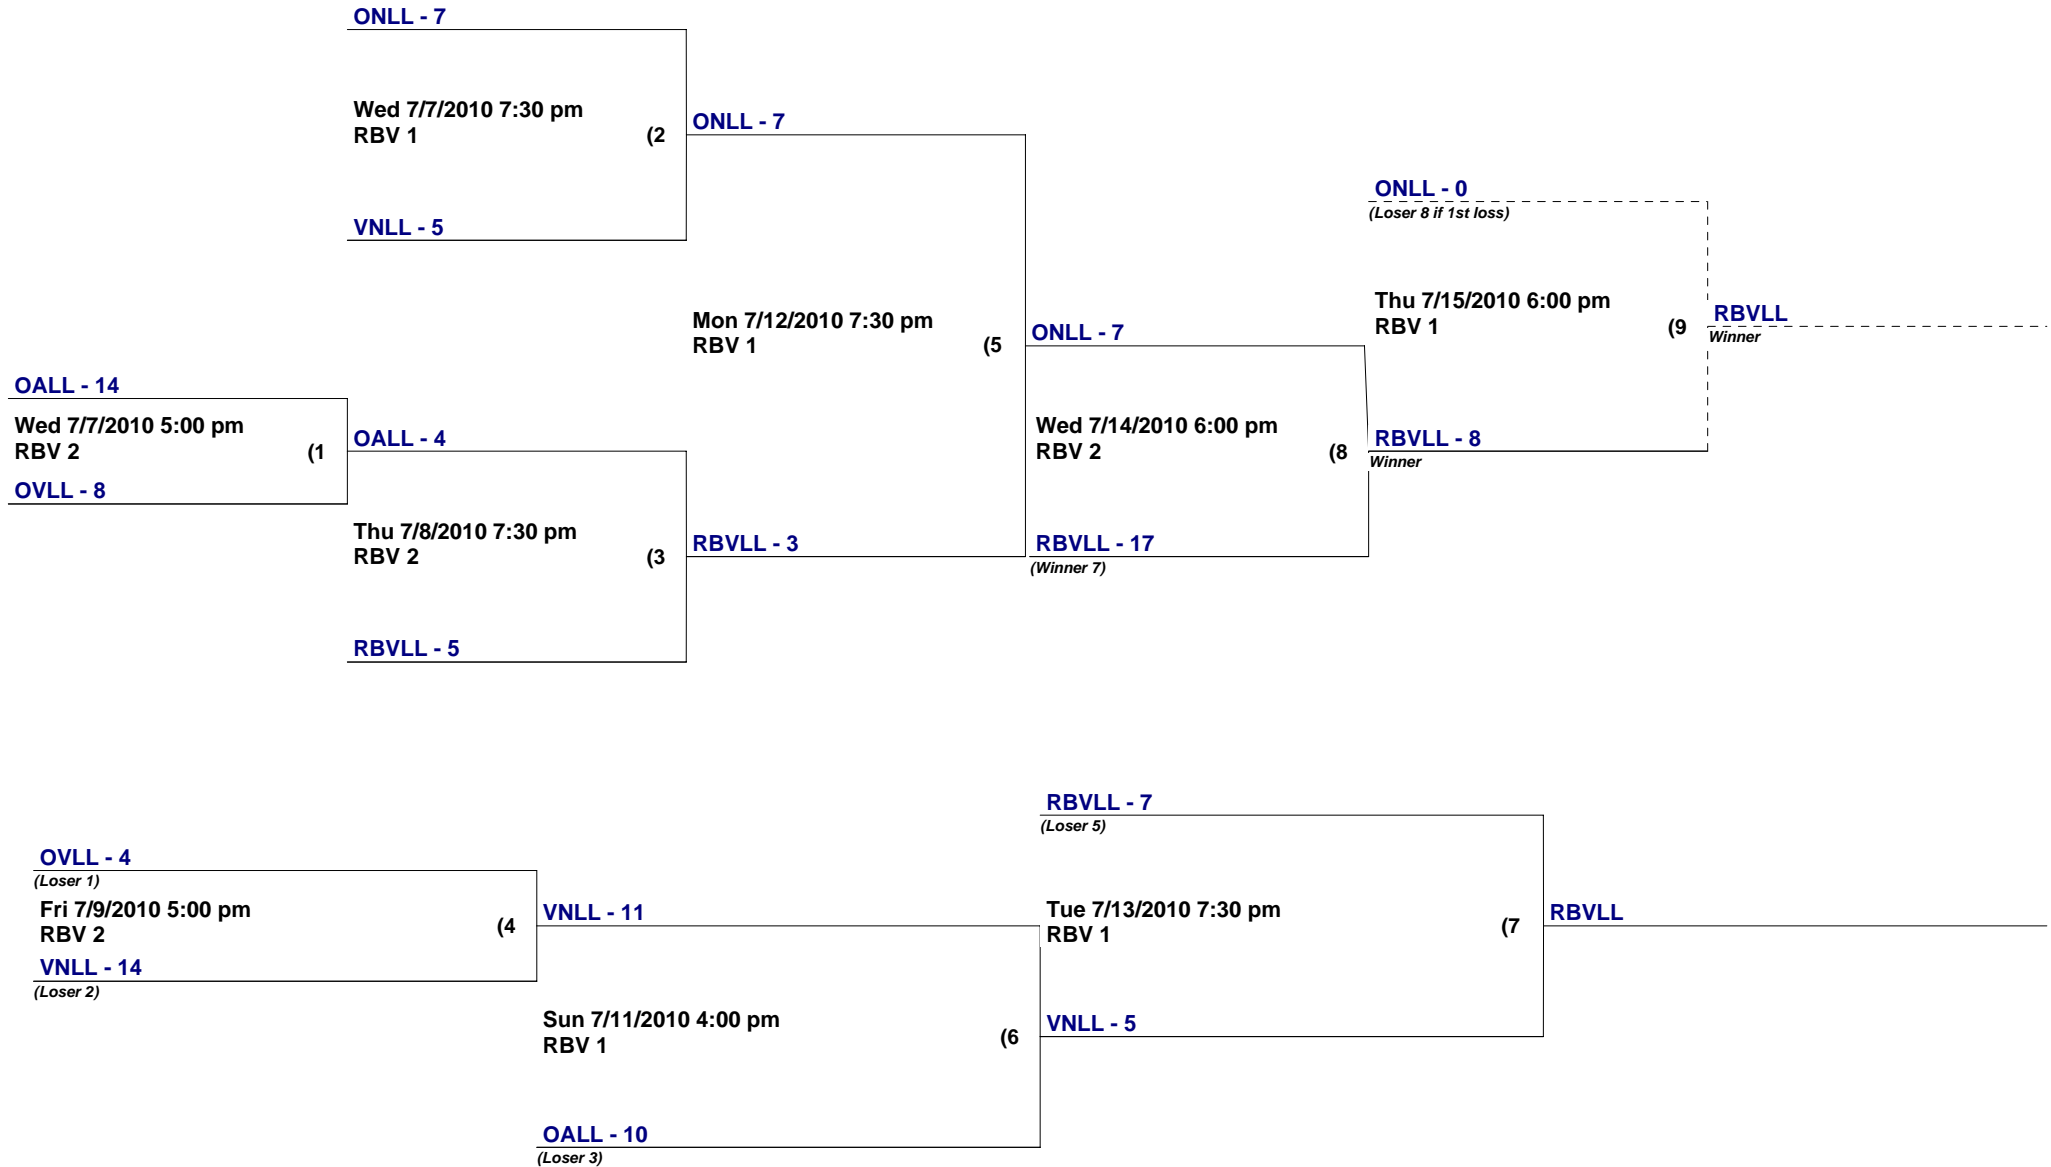 ONLL - 7
Wed 7/7/2010 7:30 pm
RBV 1
(2
ONLL - 7
VNLL - 5
ONLL - 0
(Loser 8 if 1st loss)
Thu 7/15/2010 6:00 pm
RBV 1
(9
RBVLL
Winner
Mon 7/12/2010 7:30 pm
RBV 1
(5
ONLL - 7
OALL - 14
Wed 7/7/2010 5:00 pm
RBV 2
(1
OALL - 4
OVLL - 8
Wed 7/14/2010 6:00 pm
RBV 2
(8
RBVLL - 8
Winner
Thu 7/8/2010 7:30 pm
RBV 2
(3
RBVLL - 3
RBVLL - 17
(Winner 7)
RBVLL - 5
RBVLL - 7
(Loser 5)
OVLL - 4
(Loser 1)
Fri 7/9/2010 5:00 pm
RBV 2
(4
VNLL - 11
Tue 7/13/2010 7:30 pm
RBV 1
(7
RBVLL
VNLL - 14
(Loser 2)
Sun 7/11/2010 4:00 pm
RBV 1
(6
VNLL - 5
OALL - 10
(Loser 3)